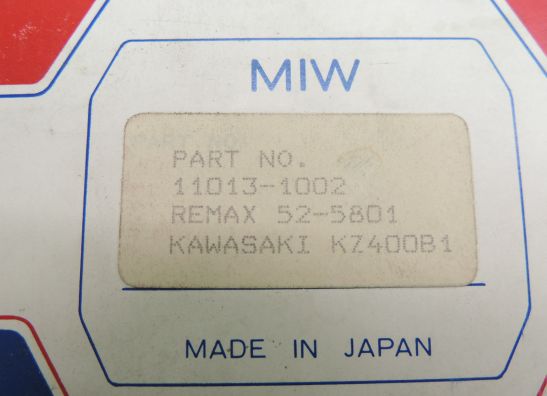 MIW
PART NO.
11013-1002
REMAX 52-5801
KAWASAKI KZ400B1
MADE IN JAPAN